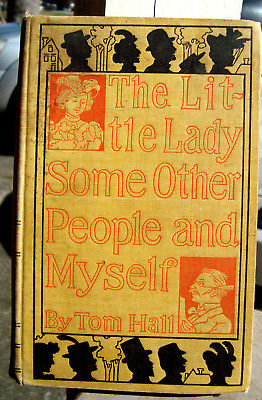 The Lit-
tle Lady
Some Other
People and
Myself
By Tom Hall